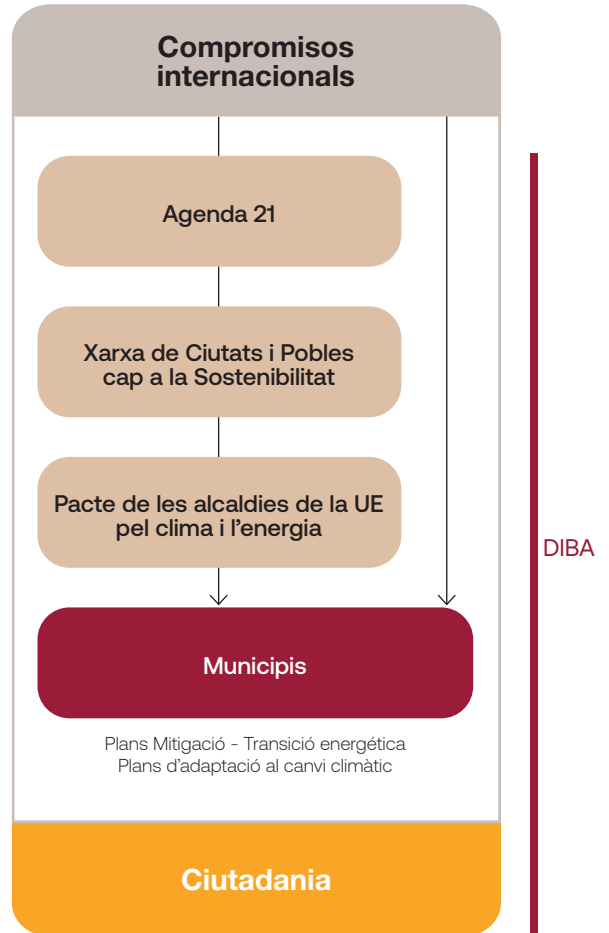 Compromisos
internacionals
Agenda 21
Xarxa de Ciutats i Pobles
cap a la Sostenibilitat
Pacte de les alcaldies de la UE
pel clima i l'energia
DIBA
Municipis
Plans Mitigació - Transició energética
Plans d'adaptació al canvi climàtic
Ciutadania